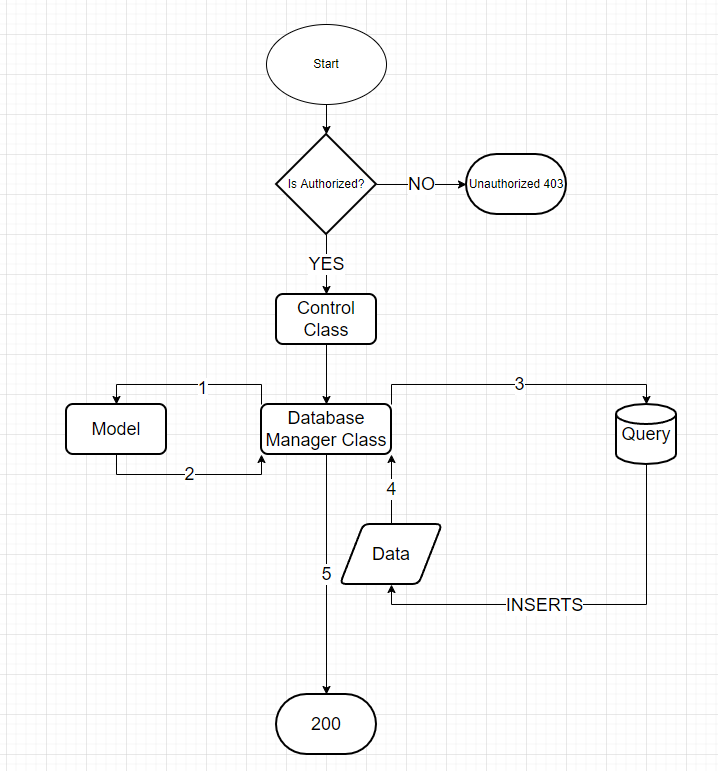 Start
Is Authorized?
NO
Unauthorized 403
YES
Control
Class
1
3
Model
Database
Manager Class
Query
2
4
Data
5
INSERTS
200